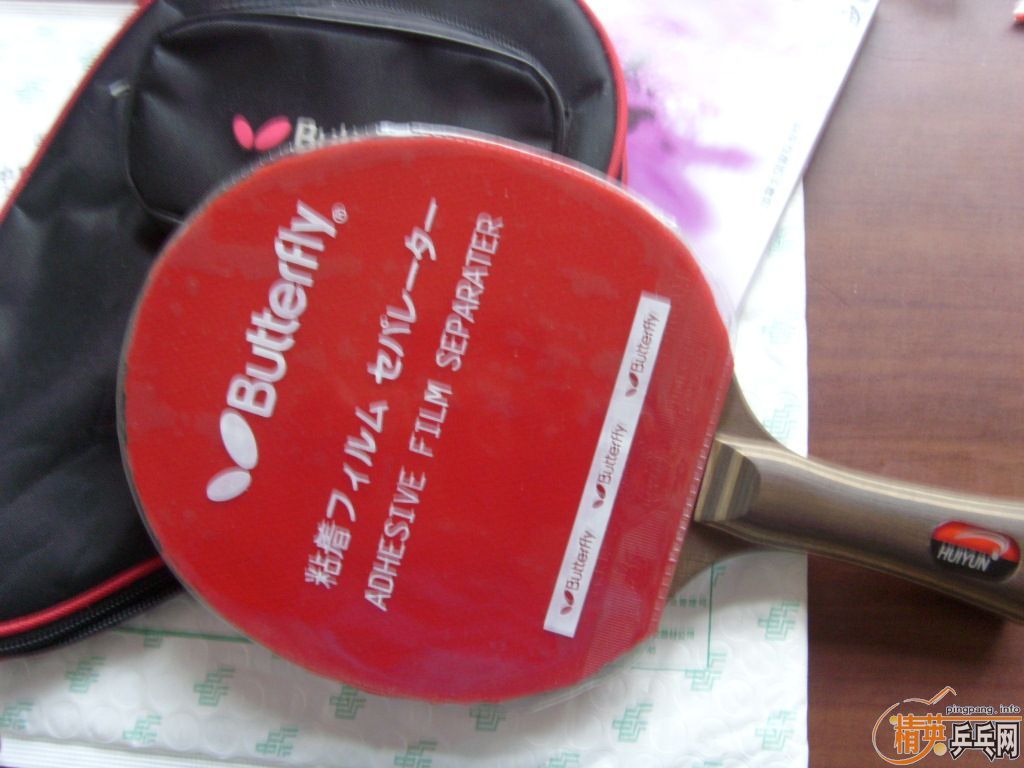 Butterfly®
粘着フィルム セパレーター
ADHESIVE FILM SEPARATER
Butterfly Butterfly Butterfly
HUIYUN
pingpang.info
精英乒乓网